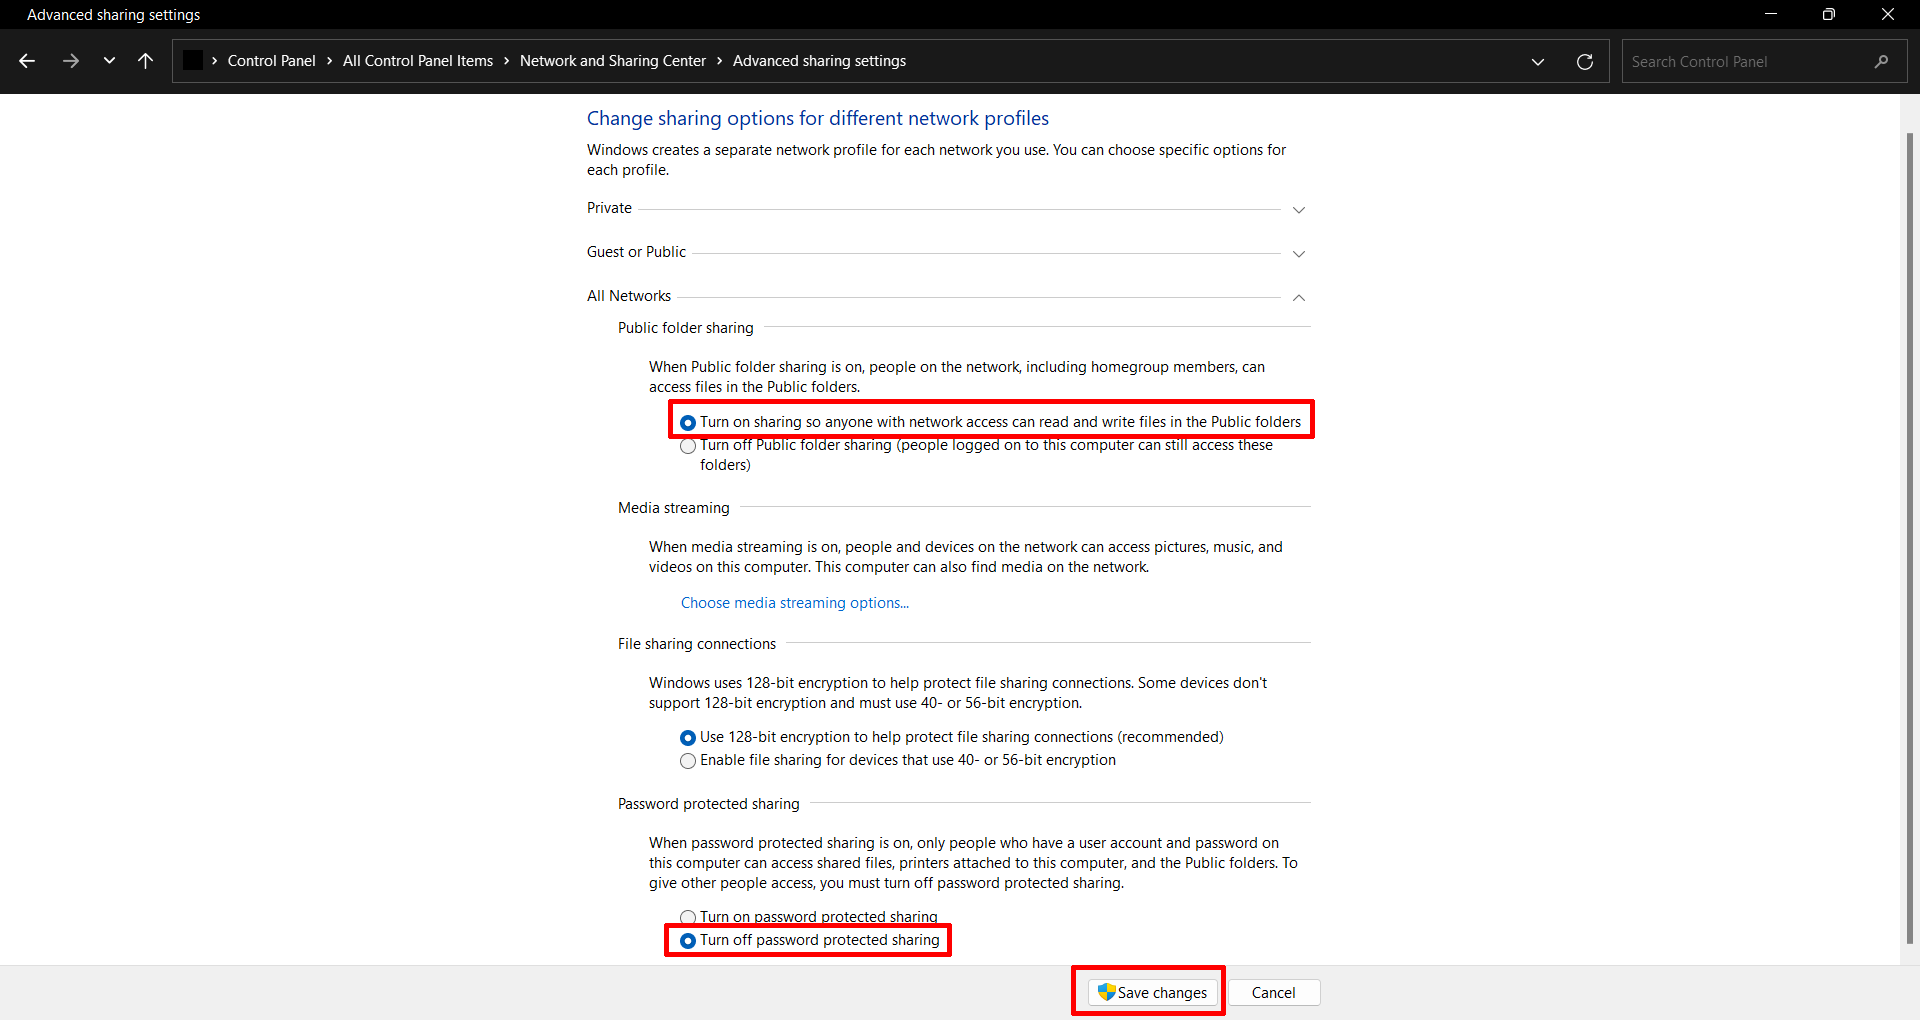 Advanced sharing settings
Control Panel › All Control Panel Items › Network and Sharing Center › Advanced sharing settings
Search Control Panel
Change sharing options for different network profiles
Windows creates a separate network profile for each network you use. You can choose specific options for
each profile.
Private
Guest or Public
All Networks
Public folder sharing
When Public folder sharing is on, people on the network, including homegroup members, can
access files in the Public folders.
Turn on sharing so anyone with network access can read and write files in the Public folders
Turn off Public folder sharing (people logged on to this computer can still access these
folders)
Media streaming
When media streaming is on, people and devices on the network can access pictures, music, and
videos on this computer. This computer can also find media on the network.
Choose media streaming options...
File sharing connections
Windows uses 128-bit encryption to help protect file sharing connections. Some devices don't
support 128-bit encryption and must use 40- or 56-bit encryption.
Use 128-bit encryption to help protect file sharing connections (recommended)
Enable file sharing for devices that use 40- or 56-bit encryption
Password protected sharing
When password protected sharing is on, only people who have a user account and password on
this computer can access shared files, printers attached to this computer, and the Public folders. To
give other people access, you must turn off password protected sharing.
Turn on password protected sharing
Turn off password protected sharing
Save changes
Cancel